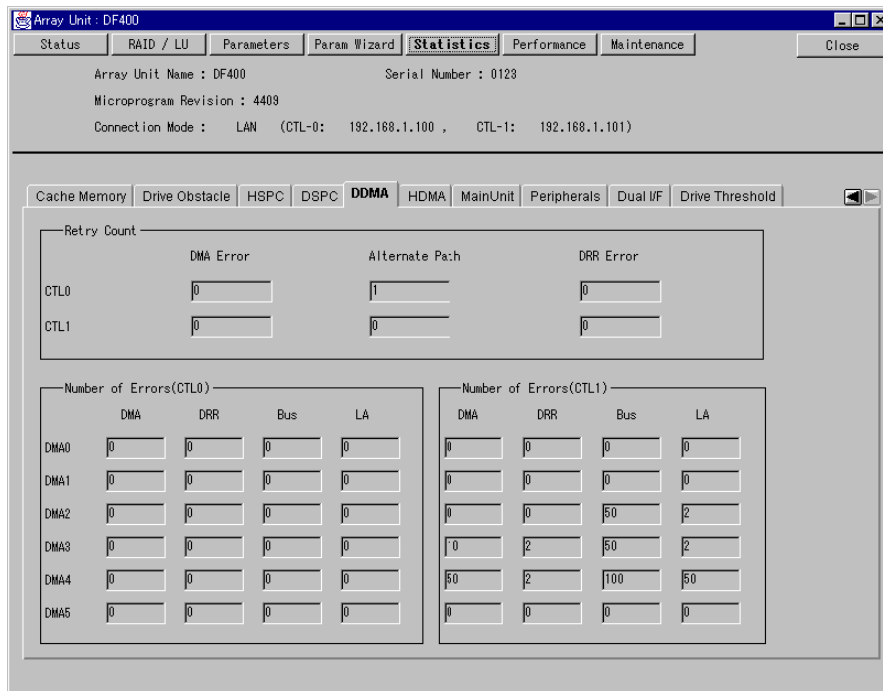 Array Unit : DF400
Status RAID / LU Parameters Param Wizard Statistics Performance Maintenance Close
Array Unit Name : DF400 Serial Number : 0123
Microprogram Revision : 4409
Connection Mode : LAN (CTL-0: 192.168.1.100 , CTL-1: 192.168.1.101)
Cache Memory Drive Obstacle HSPC DSPC DDMA HDMA MainUnit Peripherals Dual I/F Drive Threshold
Retry Count
DMA Error Alternate Path DRR Error
CTL0 0 1 0
CTL1 0 0 0
Number of Errors(CTL0) Number of Errors(CTL1)
DMA DRR Bus LA DMA DRR Bus LA
DMA0 0 0 0 0 0 0 0 0
DMA1 0 0 0 0 0 0 0 0
DMA2 0 0 0 0 0 0 50 2
DMA3 0 0 0 0 2 50 2
DMA4 0 0 0 0 50 2 100 50
DMA5 0 0 0 0 0 0 0 0